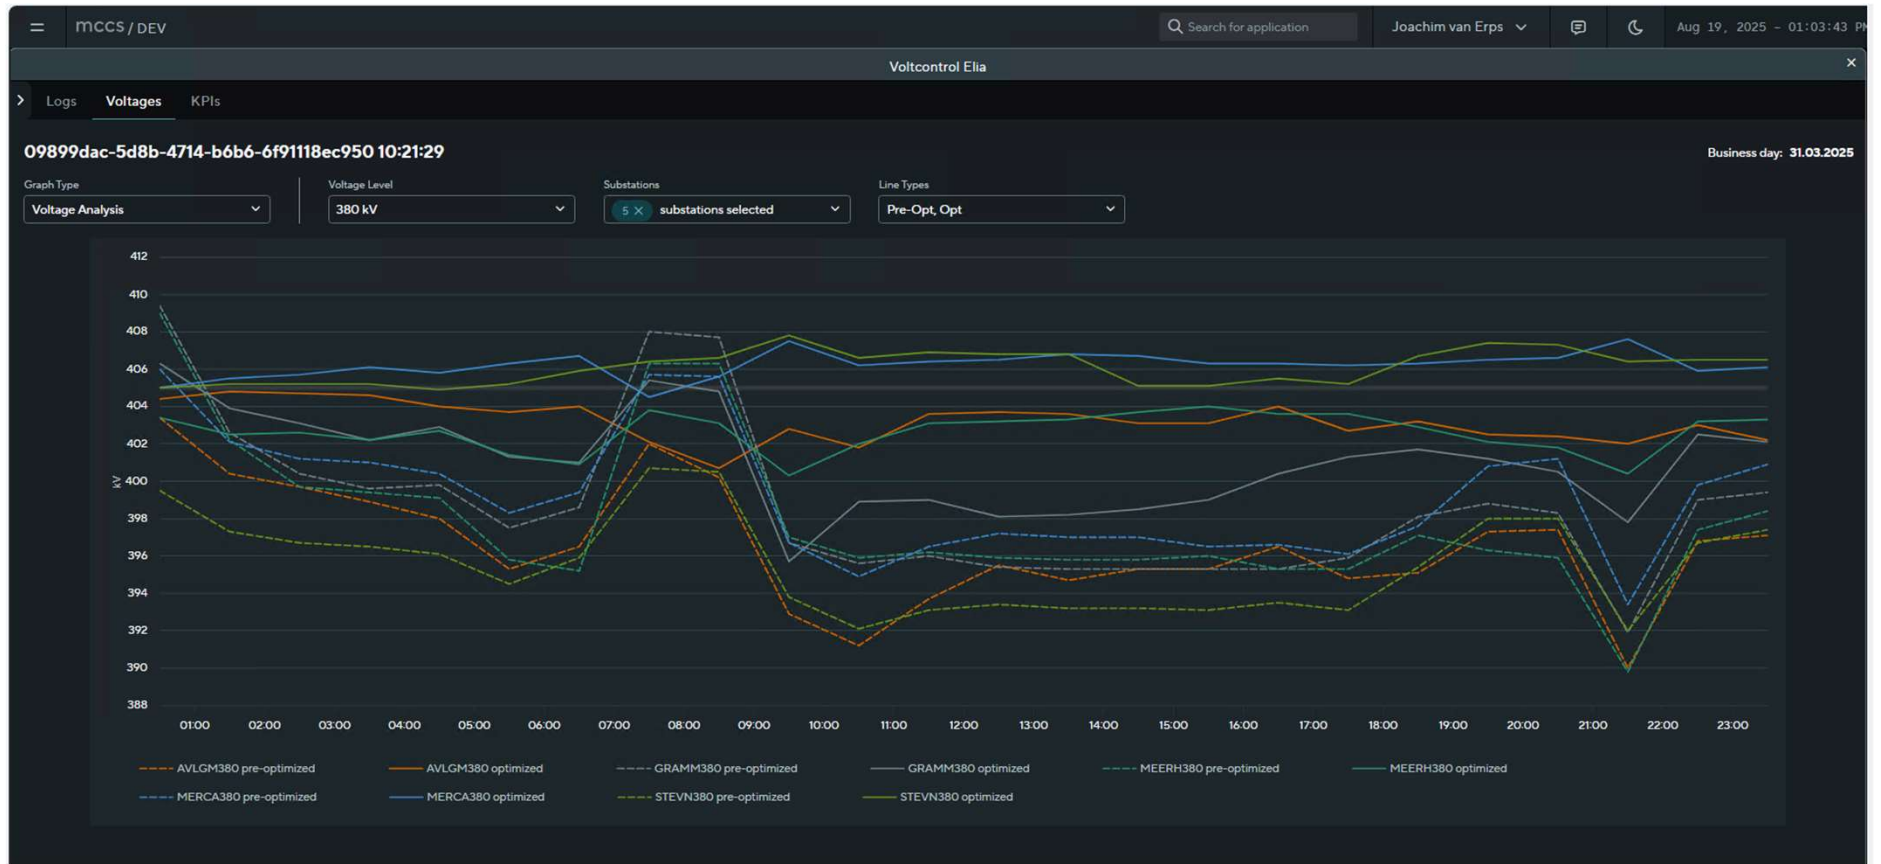 mccs / DEV
Search for application
Joachim van Erps
Aug 19, 2025 - 01:03:43 PM
Voltcontrol Elia
Logs Voltages KPIs
09899dac-5d8b-4714-b6b6-6f91118ec950 10:21:29
Business day: 31.03.2025
Graph Type Voltage Level Substations Line Types
Voltage Analysis 380 kV 5 substations selected Pre-Opt, Opt
412
410
408
406
404
402
kV 400
398
396
394
392
390
388
01:00 02:00 03:00 04:00 05:00 06:00 07:00 08:00 09:00 10:00 11:00 12:00 13:00 14:00 15:00 16:00 17:00 18:00 19:00 20:00 21:00 22:00 23:00
AVLGM380 pre-optimized AVLGM380 optimized GRAMM380 pre-optimized GRAMM380 optimized MEERH380 pre-optimized MEERH380 optimized
MERCA380 pre-optimized MERCA380 optimized STEVN380 pre-optimized STEVN380 optimized